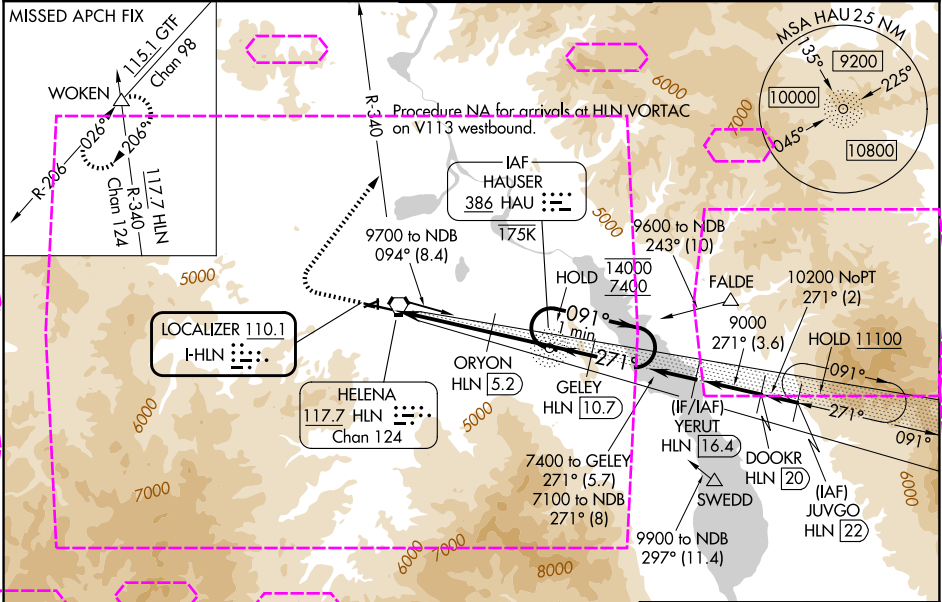 MISSED APCH FIX
115.1 GTF
Chan 98
WOKEN
026°
206°
R-206
117.7 HLN
R-340
Chan 124
R-340
Procedure NA for arrivals at HLN VORTAC
on V113 westbound.
MSA HAU 25 NM
135°
9200
225°
10000
045°
10800
6000
7000
5000
5000
IAF
HAUSER
386 HAU
175K
9700 to NDB
094° (8.4)
HOLD
14000
7400
091°
1 min
271°
9600 to NDB
243° (10)
FALDE
10200 NoPT
271° (2)
9000
271° (3.6)
HOLD 11100
091°
271°
091°
LOCALIZER 110.1
I-HLN
HELENA
117.7 HLN
Chan 124
ORYON
HLN 5.2
GELEY
HLN 10.7
(IF/IAF)
YERUT
HLN 16.4
DOOKR
HLN 20
(IAF)
JUVGO
HLN 22
7400 to GELEY
271° (5.7)
7100 to NDB
271° (8)
SWEDD
9900 to NDB
297° (11.4)
6000
5000
7000
6000
7000
8000
6000